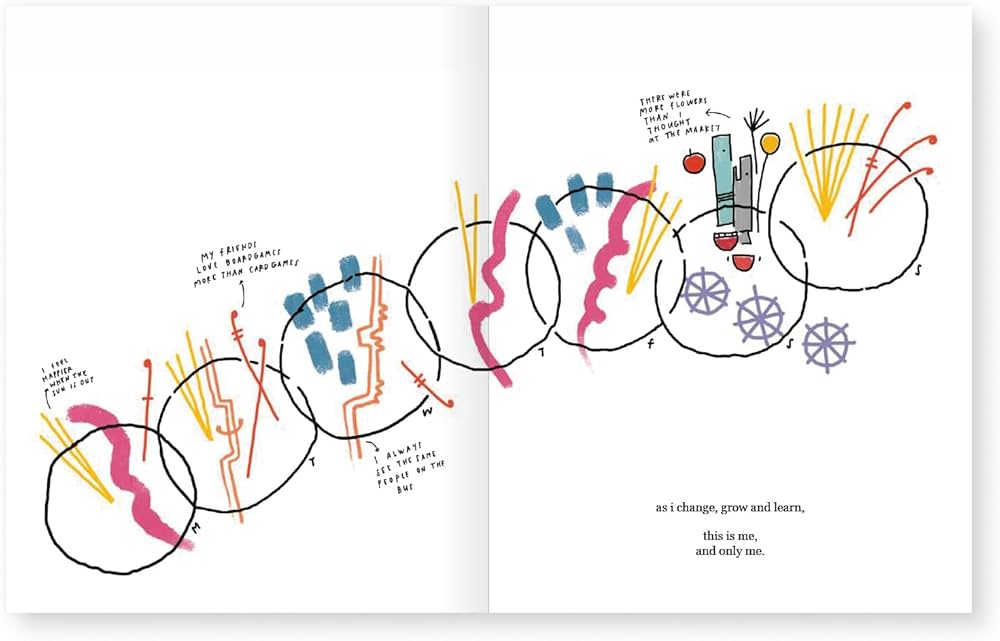 I FEEL
HAPPIER
WHEN THE
SUN IS OUT
MY FRIENDS
LOVE BOARDGAMES
MORE THAN CARDGAMES
I ALWAYS
SEE THE SAME
PEOPLE ON THE
BUS
THERE WERE
MORE FLOWERS
THAN I
THOUGHT
AT THE MARKET
M
T
W
T
F
S
S
as i change, grow and learn,
this is me,
and only me.